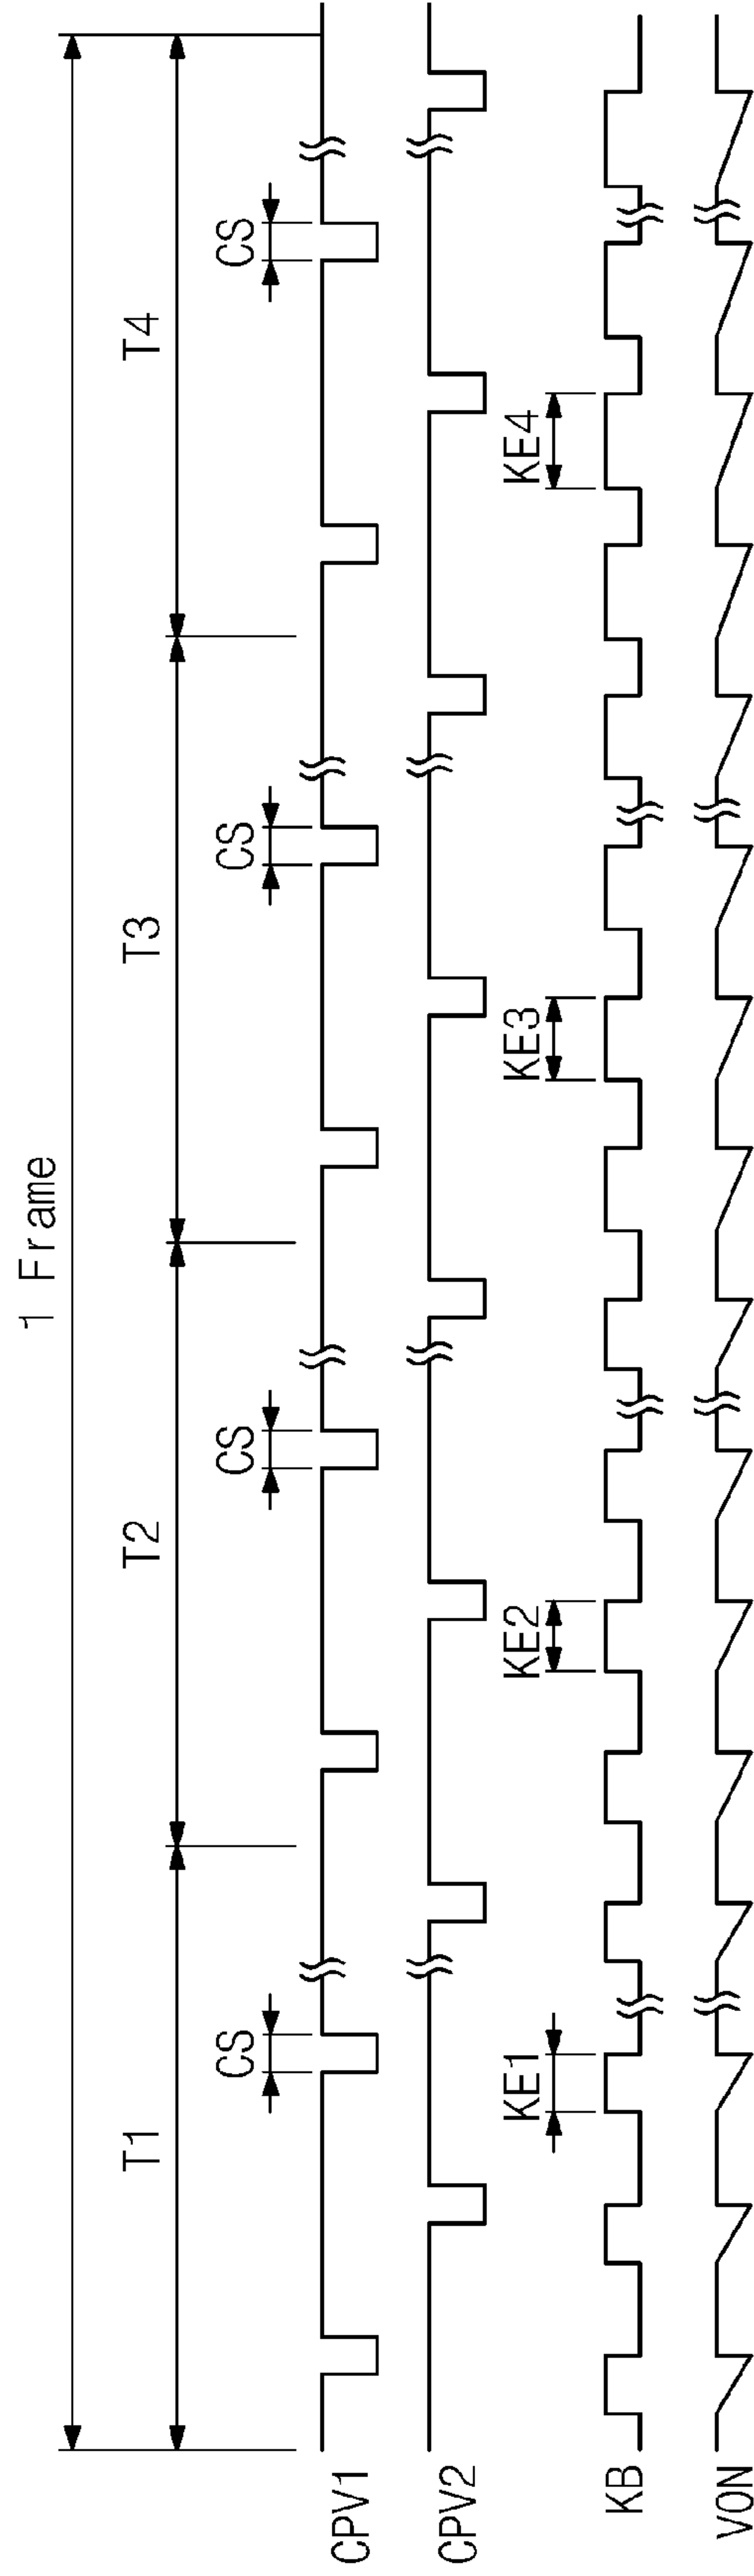 1 Frame
T1 T2 T3 T4
CS CS CS CS
CPV1
CPV2
KE1 KE2 KE3 KE4
KB
VON